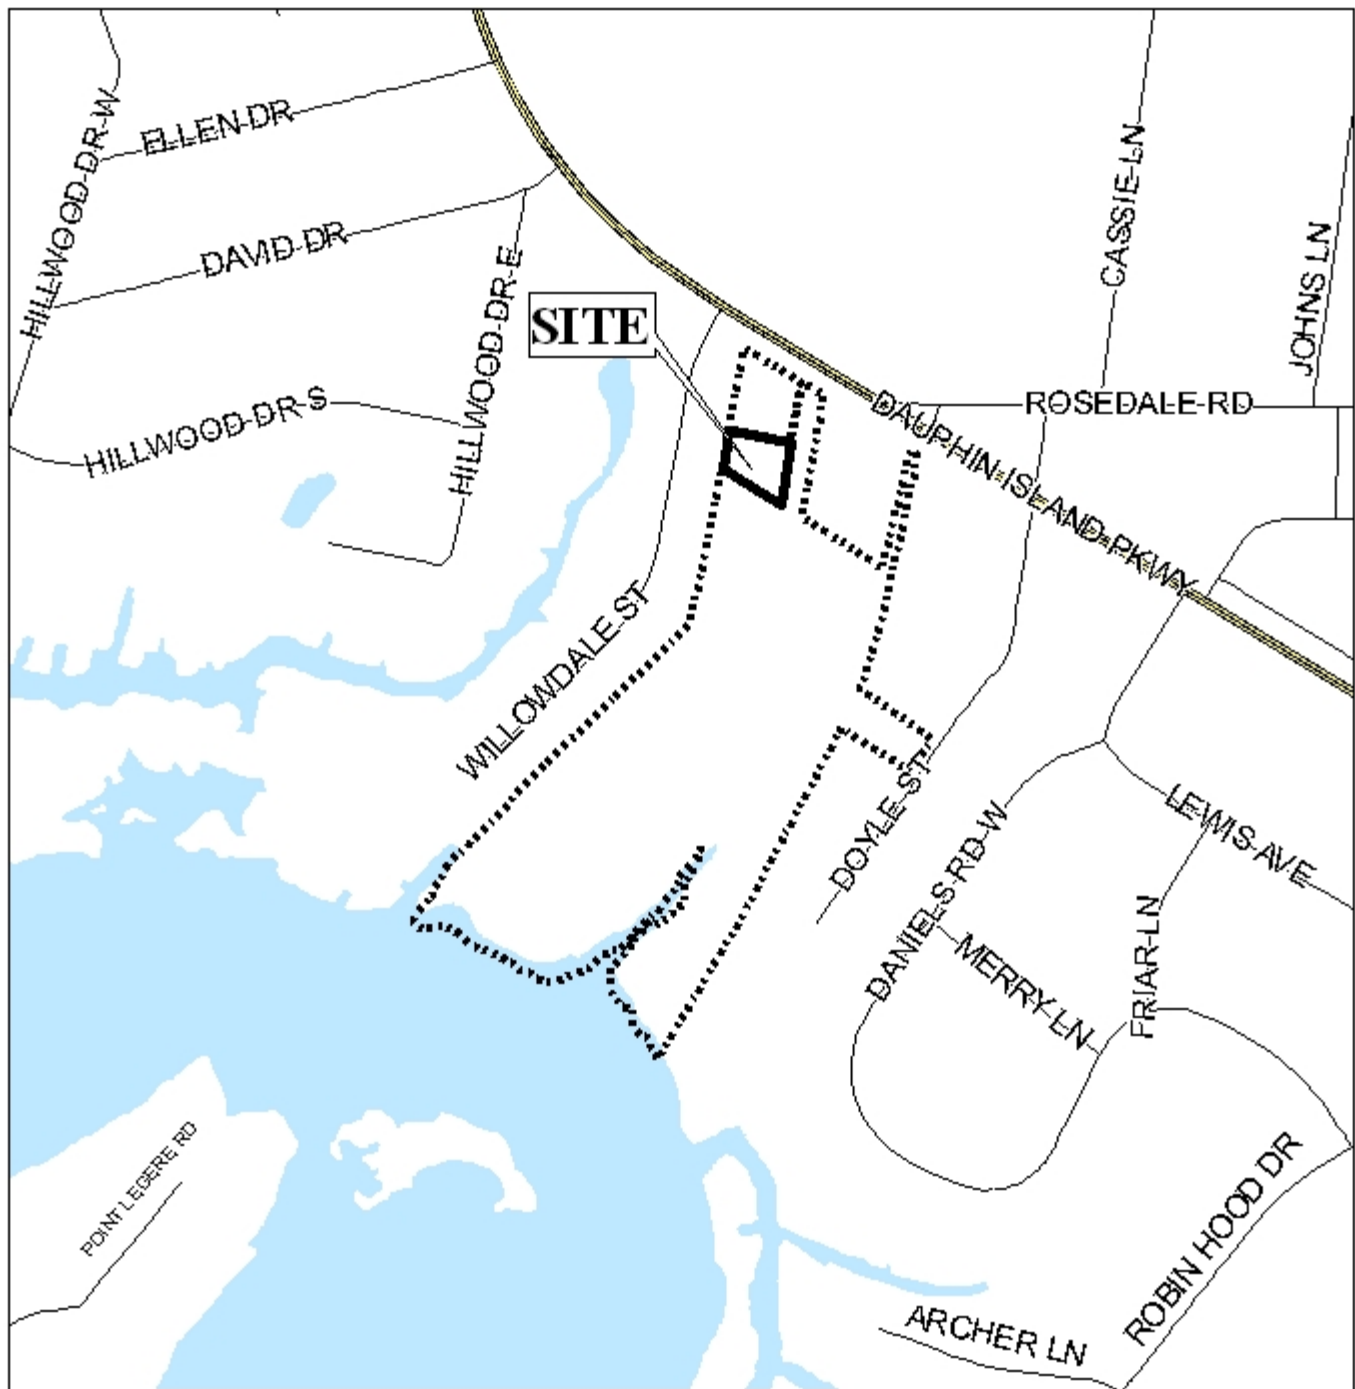 HILLWOOD DR W
ELLEN DR
DAVID DR
HILLWOOD DR E
HILLWOOD DR S
SITE
CASSIE LN
JOHNS LN
ROSEDALE RD
DAUPHIN ISLAND PKWY
WILLOWDALE ST
DOYLE ST
DANIELS RD W
LEWIS AVE
MERRY LN
FRIAR LN
POINT LEGERE RD
ROBIN HOOD DR
ARCHER LN